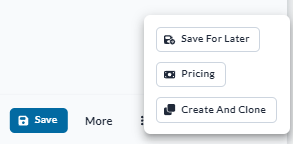 Save For Later
Pricing
Create And Clone
Save
More